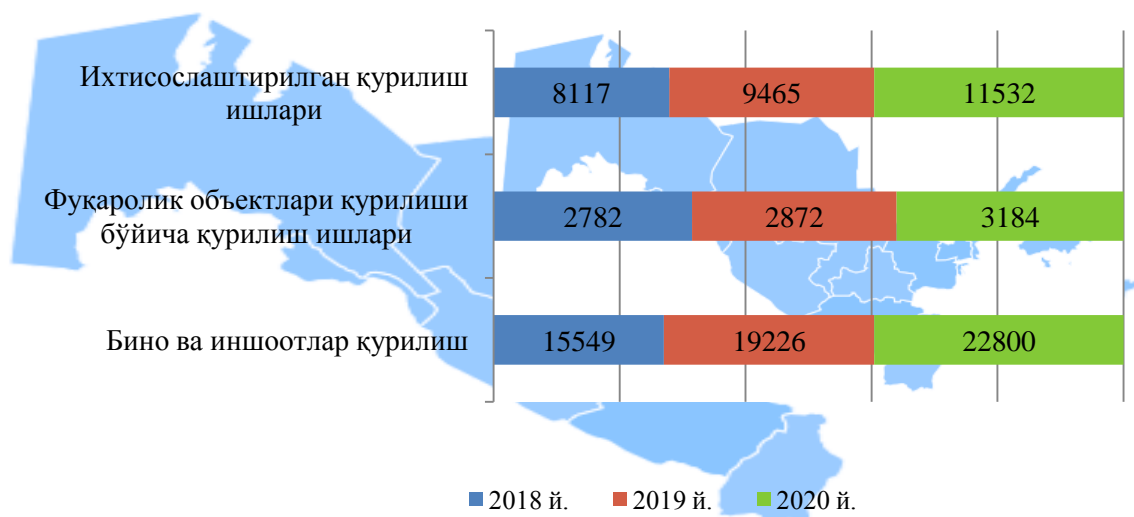 Ихтисослаштирилган қурилиш
ишлари
8117 9465 11532
Фуқаролик объектлари қурилиши
бўйича қурилиш ишлари
2782 2872 3184
Бино ва иншоотлар қурилиш
15549 19226 22800
2018 й. 2019 й. 2020 й.